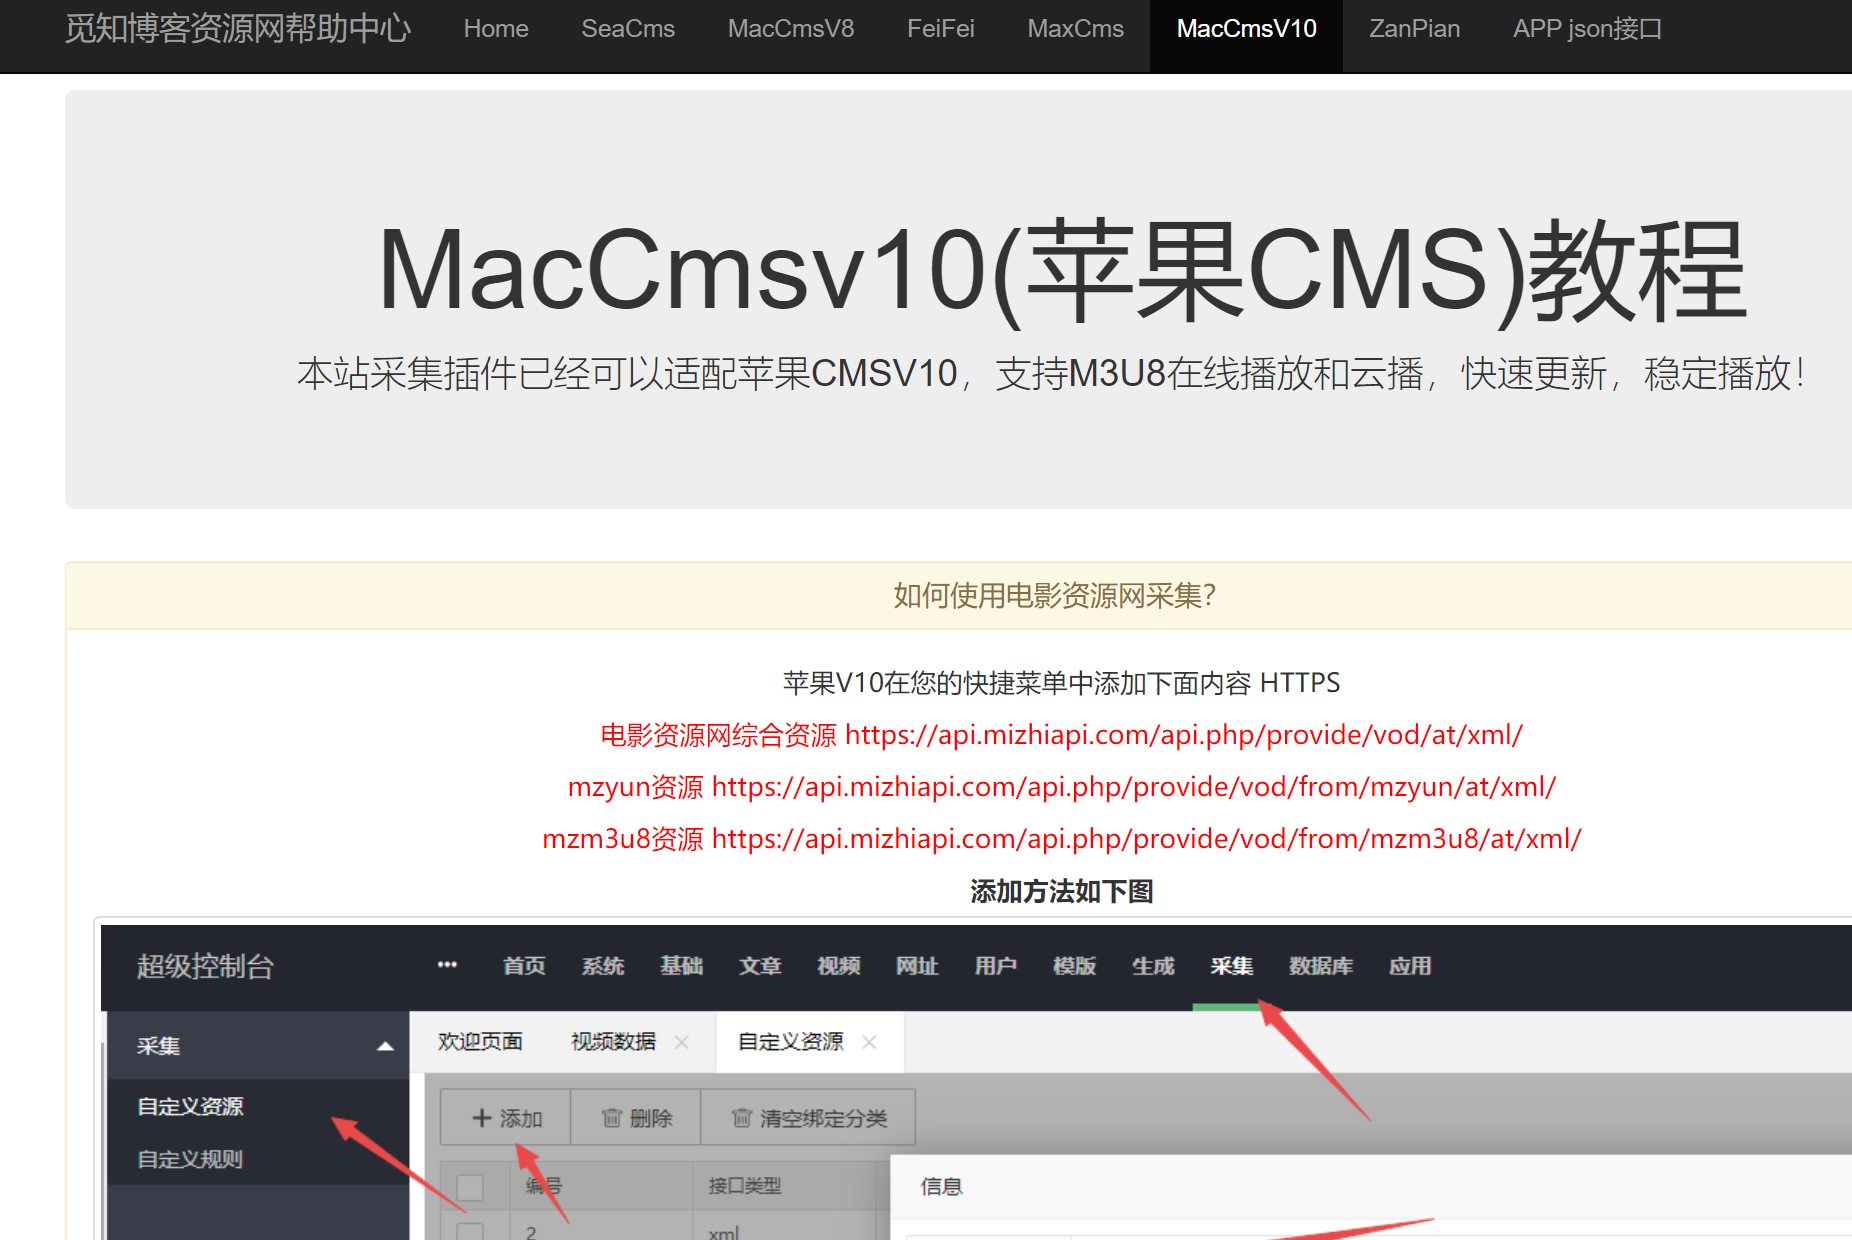 觅知博客资源网帮助中心 Home SeaCms MacCmsV8 FeiFei MaxCms MacCmsV10 ZanPian APP json接口
MacCmsv10(苹果CMS)教程
本站采集插件已经可以适配苹果CMSV10，支持M3U8在线播放和云播，快速更新，稳定播放！
如何使用电影资源网采集?
苹果V10在您的快捷菜单中添加下面内容 HTTPS
电影资源网综合资源 https://api.mizhiapi.com/api.php/provide/vod/at/xml/
mzyun资源 https://api.mizhiapi.com/api.php/provide/vod/from/mzyun/at/xml/
mzm3u8资源 https://api.mizhiapi.com/api.php/provide/vod/from/mzm3u8/at/xml/
添加方法如下图
超级控制台 ··· 首页 系统 基础 文章 视频 网址 用户 模版 生成 采集 数据库 应用
采集 欢迎页面 视频数据 × 自定义资源 ×
自定义资源 + 添加 删除 清空绑定分类
自定义规则
编号 接口类型 信息
2 xml